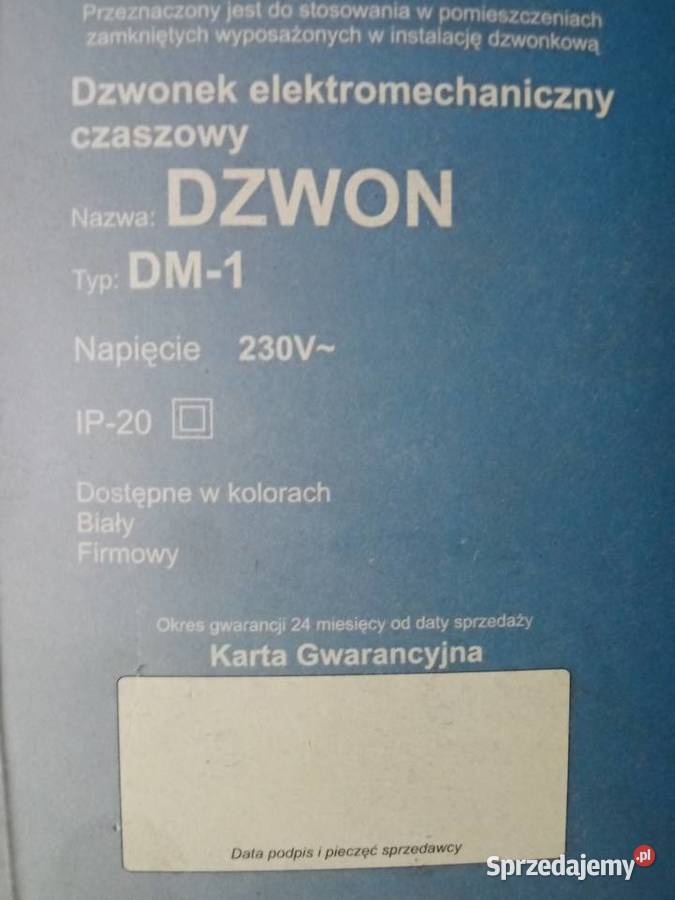 Przeznaczony jest do stosowania w pomieszczeniach
zamkniętych wyposażonych w instalację dzwonkową
Dzwonek elektromechaniczny
czaszowy
Nazwa: DZWON
Typ: DM-1
Napięcie 230V~
IP-20
Dostępne w kolorach
Biały
Firmowy
Okres gwarancji 24 miesięcy od daty sprzedaży
Karta Gwarancyjna
Data podpis i pieczęć sprzedawcy
Sprzedajemy.pl